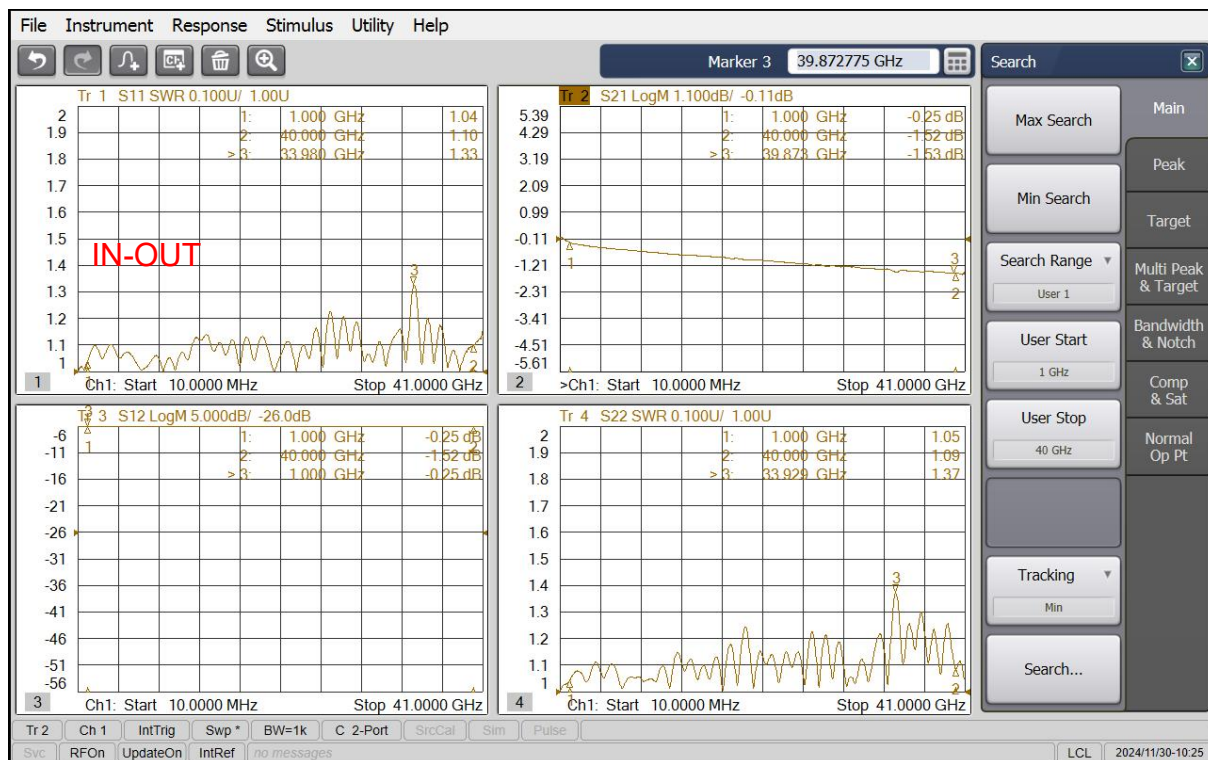 File Instrument Response Stimulus Utility Help
Marker 3 39.872775 GHz
Search
Tr 1 S11 SWR 0.100U/ 1.00U
2
1.9
1.8
1.7
1.6
1.5
1.4
1.3
1.2
1.1
1
1: 1.000 GHz 1.04
2: 40.000 GHz 1.10
> 3: 33.980 GHz 1.33
IN-OUT
3
1
2
1 Ch1: Start 10.0000 MHz Stop 41.0000 GHz
Tr 2 S21 LogM 1.100dB/ -0.11dB
5.39
4.29
3.19
2.09
0.99
-0.11
-1.21
-2.31
-3.41
-4.51
-5.61
1: 1.000 GHz -0.25 dB
2: 40.000 GHz -1.52 dB
> 3: 39.873 GHz -1.53 dB
1
3
2
2 >Ch1: Start 10.0000 MHz Stop 41.0000 GHz
Tr 3 S12 LogM 5.000dB/ -26.0dB
-6
-11
-16
-21
-26
-31
-36
-41
-46
-51
-56
3
1
2
1: 1.000 GHz -0.25 dB
2: 40.000 GHz -1.52 dB
> 3: 1.000 GHz -0.25 dB
3 Ch1: Start 10.0000 MHz Stop 41.0000 GHz
Tr 4 S22 SWR 0.100U/ 1.00U
2
1.9
1.8
1.7
1.6
1.5
1.4
1.3
1.2
1.1
1
1: 1.000 GHz 1.05
2: 40.000 GHz 1.09
> 3: 33.929 GHz 1.37
3
1
2
4 Ch1: Start 10.0000 MHz Stop 41.0000 GHz
Max Search
Min Search
Search Range
User 1
User Start
1 GHz
User Stop
40 GHz
Tracking
Min
Search...
Main
Peak
Target
Multi Peak
& Target
Bandwidth
& Notch
Comp
& Sat
Normal
Op Pt
Tr 2 Ch 1 IntTrig Swp * BW=1k C 2-Port SrcCal Sim Pulse
Svc RFOn UpdateOn IntRef no messages LCL 2024/11/30-10:25